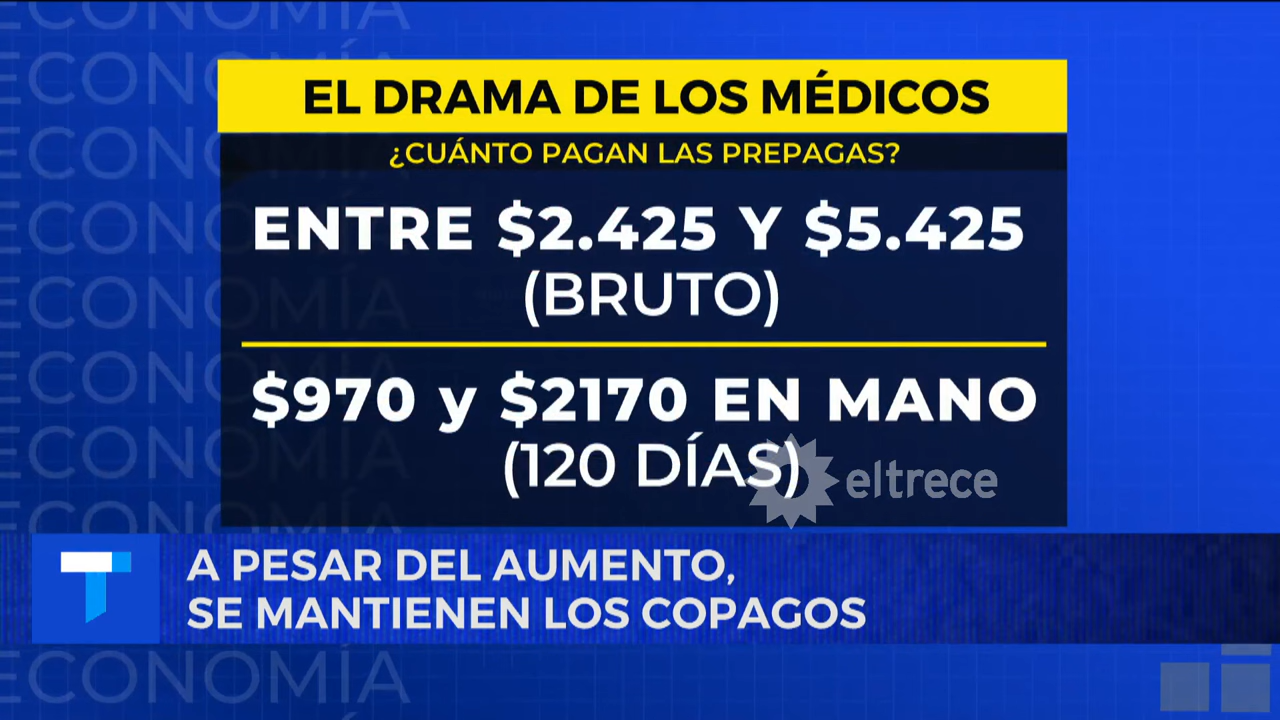 ECONOMÍA
ECONOMÍA
EL DRAMA DE LOS MÉDICOS
¿CUÁNTO PAGAN LAS PREPAGAS?
ENTRE $2.425 Y $5.425
(BRUTO)
$970 y $2170 EN MANO
(120 DÍAS)
eltrece
A PESAR DEL AUMENTO,
SE MANTIENEN LOS COPAGOS
ECONOMÍA